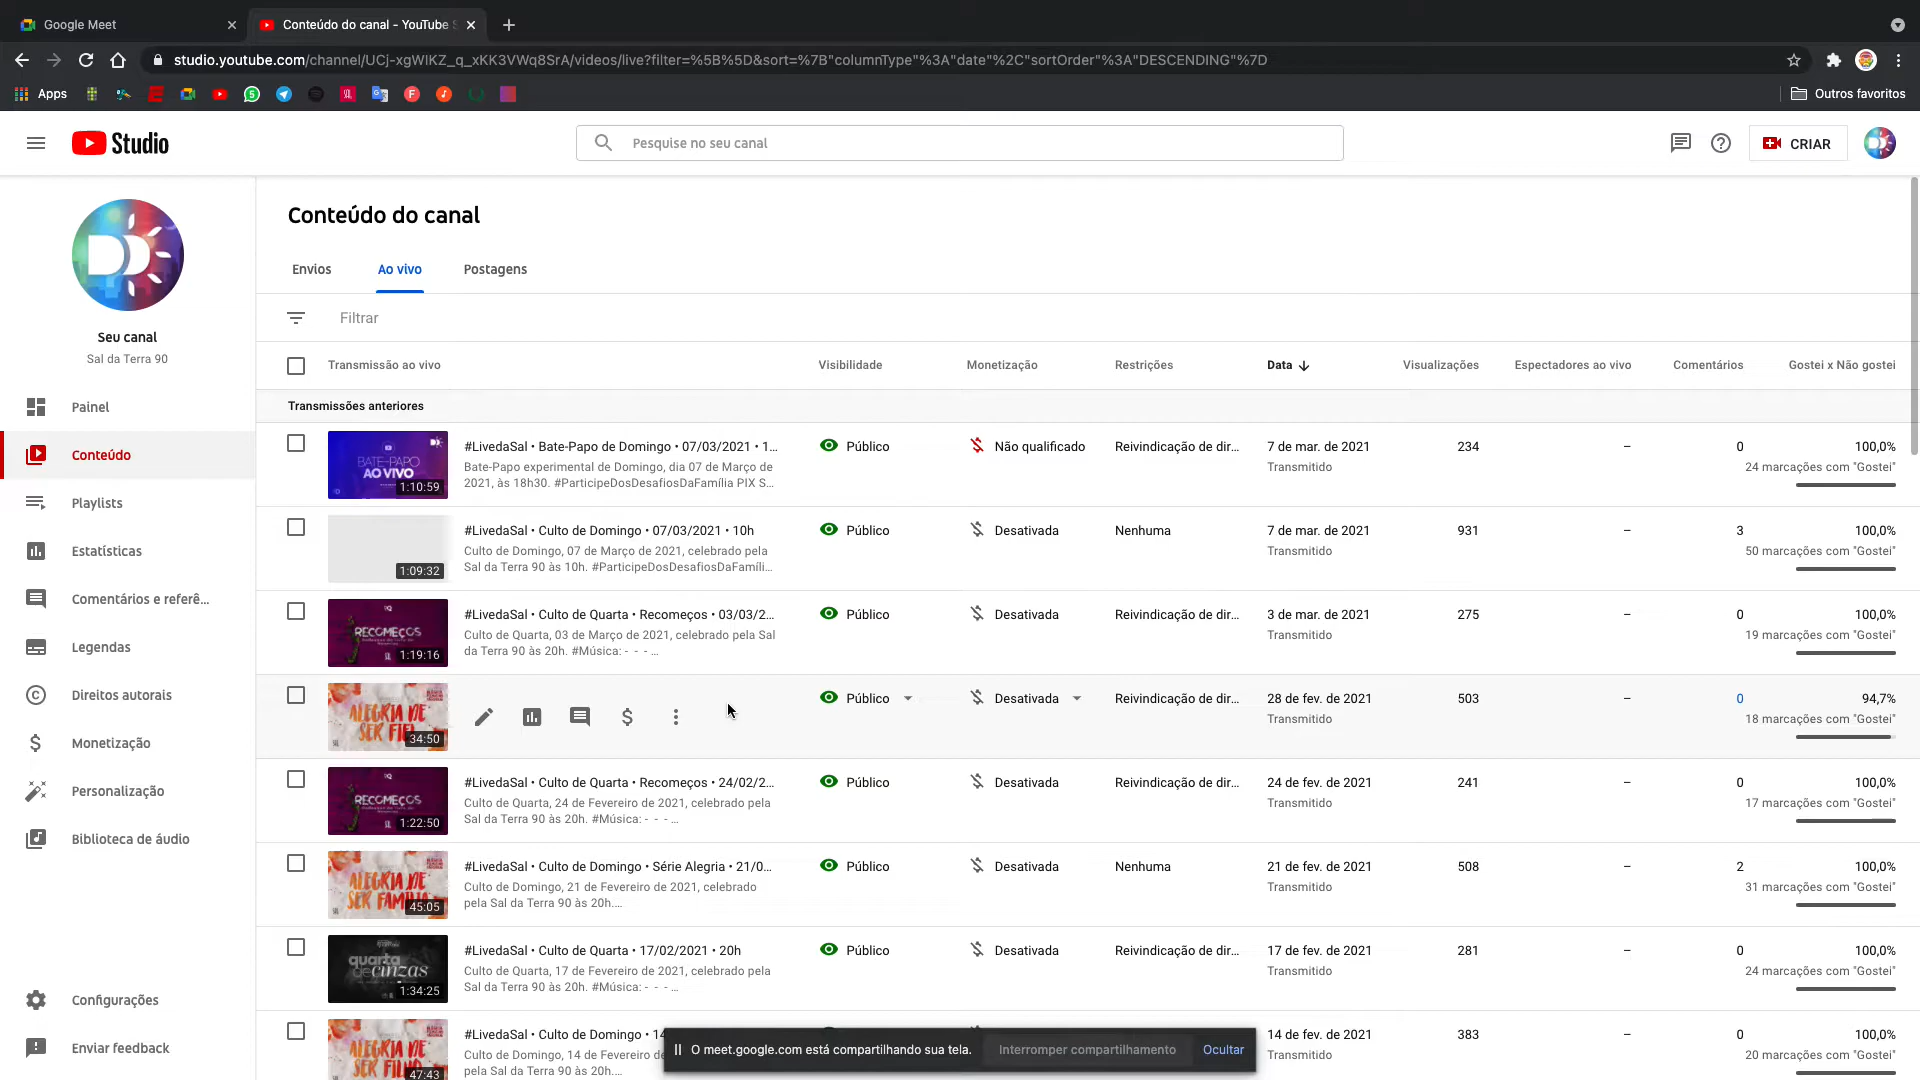 Google Meet
Conteúdo do canal - YouTube S
studio.youtube.com/channel/UCj-xgWIKZ_q_xKK3VWq8SrA/videos/live?filter=%5B%5D&sort=%7B"columnType"%3A"date"%2C"sortOrder"%3A"DESCENDING"%7D
Apps
Outros favoritos
Studio
Pesquise no seu canal
CRIAR
Seu canal
Sal da Terra 90
Painel
Conteúdo
Playlists
Estatísticas
Comentários e referê...
Legendas
Direitos autorais
Monetização
Personalização
Biblioteca de áudio
Configurações
Enviar feedback
Conteúdo do canal
Envios
Ao vivo
Postagens
Filtrar
Transmissão ao vivo Visibilidade Monetização Restrições Data Visualizações Espectadores ao vivo Comentários Gostei x Não gostei
Transmissões anteriores
BATE-PAPO
AO VIVO
1:10:59
#LivedaSal • Bate-Papo de Domingo • 07/03/2021 • 1...
Bate-Papo experimental de Domingo, dia 07 de Março de
2021, às 18h30. #ParticipeDosDesafiosDaFamília PIX S...
Público Não qualificado Reivindicação de dir... 7 de mar. de 2021 234 – 0 100,0%
Transmitido 24 marcações com "Gostei"
1:09:32
#LivedaSal • Culto de Domingo • 07/03/2021 • 10h
Culto de Domingo, 07 de Março de 2021, celebrado pela
Sal da Terra 90 às 10h. #ParticipeDosDesafiosDaFamíli...
Público Desativada Nenhuma 7 de mar. de 2021 931 – 3 100,0%
Transmitido 50 marcações com "Gostei"
RECOMEÇOS
1:19:16
#LivedaSal • Culto de Quarta • Recomeços • 03/03/2...
Culto de Quarta, 03 de Março de 2021, celebrado pela Sal
da Terra 90 às 20h. #Música: - - - ...
Público Desativada Reivindicação de dir... 3 de mar. de 2021 275 – 0 100,0%
Transmitido 19 marcações com "Gostei"
ALEGRIA DE
SER FIEL
34:50
Público Desativada Reivindicação de dir... 28 de fev. de 2021 503 – 0 94,7%
Transmitido 18 marcações com "Gostei"
RECOMEÇOS
1:22:50
#LivedaSal • Culto de Quarta • Recomeços • 24/02/2...
Culto de Quarta, 24 de Fevereiro de 2021, celebrado pela
Sal da Terra 90 às 20h. #Música: - - - ...
Público Desativada Reivindicação de dir... 24 de fev. de 2021 241 – 0 100,0%
Transmitido 17 marcações com "Gostei"
ALEGRIA DE
SER FAMÍLIA
45:05
#LivedaSal • Culto de Domingo • Série Alegria • 21/0...
Culto de Domingo, 21 de Fevereiro de 2021, celebrado
pela Sal da Terra 90 às 20h....
Público Desativada Nenhuma 21 de fev. de 2021 508 – 2 100,0%
Transmitido 31 marcações com "Gostei"
quarta
de cinzas
1:34:25
#LivedaSal • Culto de Quarta • 17/02/2021 • 20h
Culto de Quarta, 17 de Fevereiro de 2021, celebrado pela
Sal da Terra 90 às 20h. #Música: - - - ...
Público Desativada Reivindicação de dir... 17 de fev. de 2021 281 – 0 100,0%
Transmitido 24 marcações com "Gostei"
ALEGRIA DE
SER FILHO
47:43
#LivedaSal • Culto de Domingo • 14
Culto de Domingo, 14 de Fevereiro de
pela Sal da Terra 90 às 20h....
14 de fev. de 2021 383 – 0 100,0%
Transmitido 20 marcações com "Gostei"
O meet.google.com está compartilhando sua tela. Interromper compartilhamento Ocultar